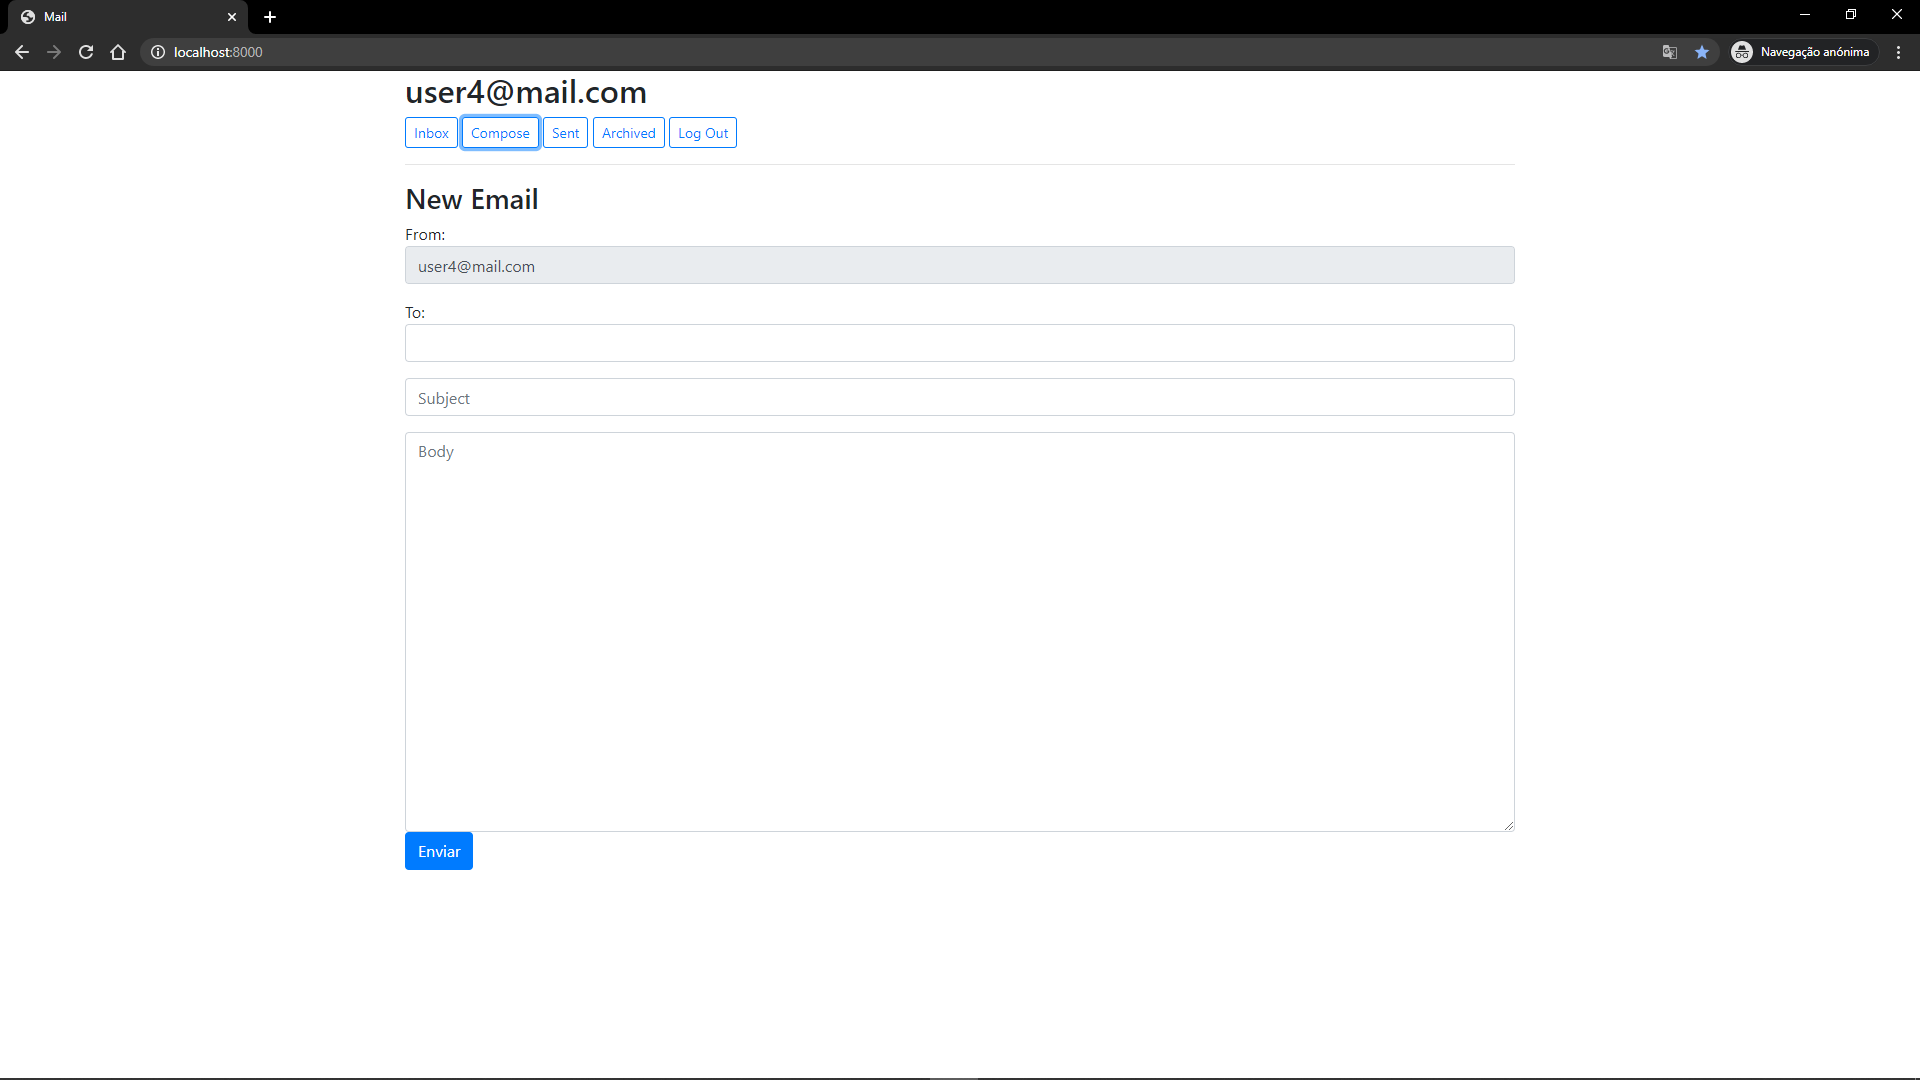 Mail
localhost:8000
Navegação anónima
user4@mail.com
Inbox Compose Sent Archived Log Out
New Email
From:
user4@mail.com
To:
Subject
Body
Enviar